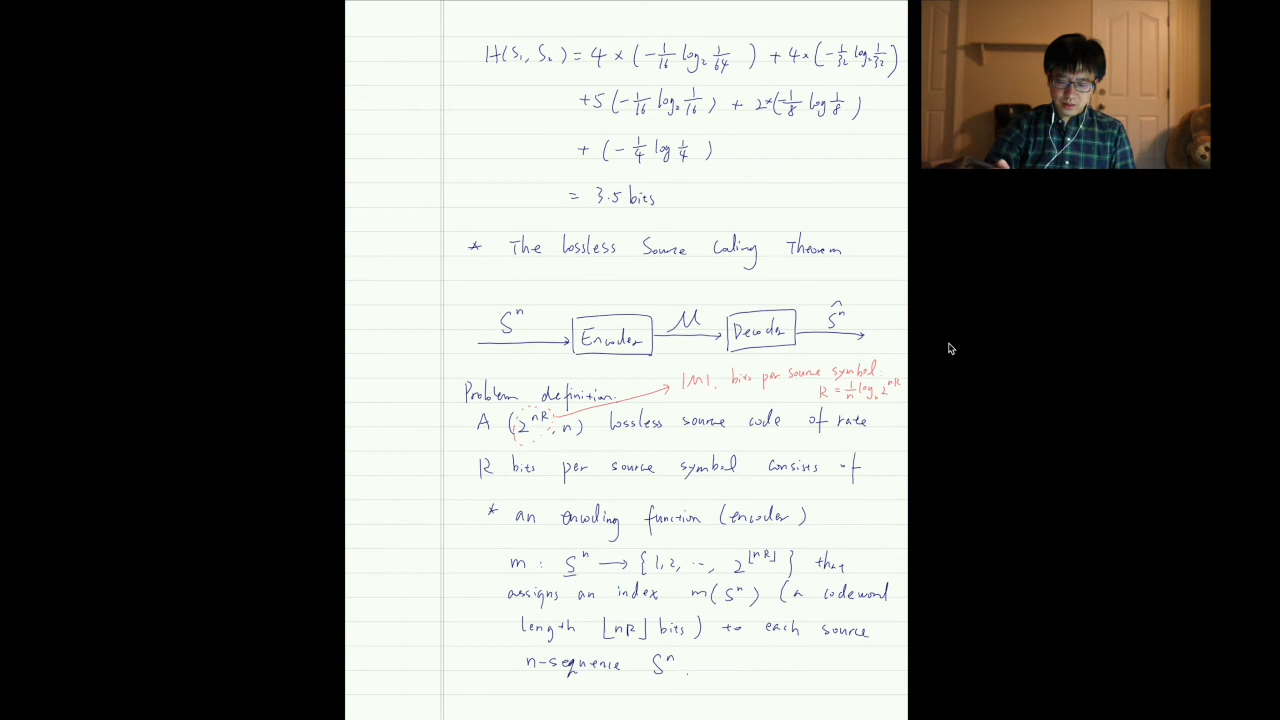 H(S₁, S₂) = 4 × (-1/16 log₂ 1/64) + 4 × (-1/32 log₂ 1/32)
+ 5 (-1/16 log₂ 1/16) + 2 × (-1/8 log 1/8)
+ (-1/4 log 1/4)
= 3.5 bits
* The lossless Source Coding Theorem
Sⁿ Encoder M Decoder Ŝⁿ
|M|, bits per source symbol:
R = 1/n log₂ 2^{nR}
Problem definition:
A (2^{nR}, n) lossless source code of rate
R bits per source symbol consists of
* an encoding function (encoder)
m : Sⁿ → {1, 2, ..., 2^{⌊nR⌋}} that
assigns an index m(Sⁿ) (a codeword
length ⌊nR⌋ bits) to each source
n-sequence Sⁿ.